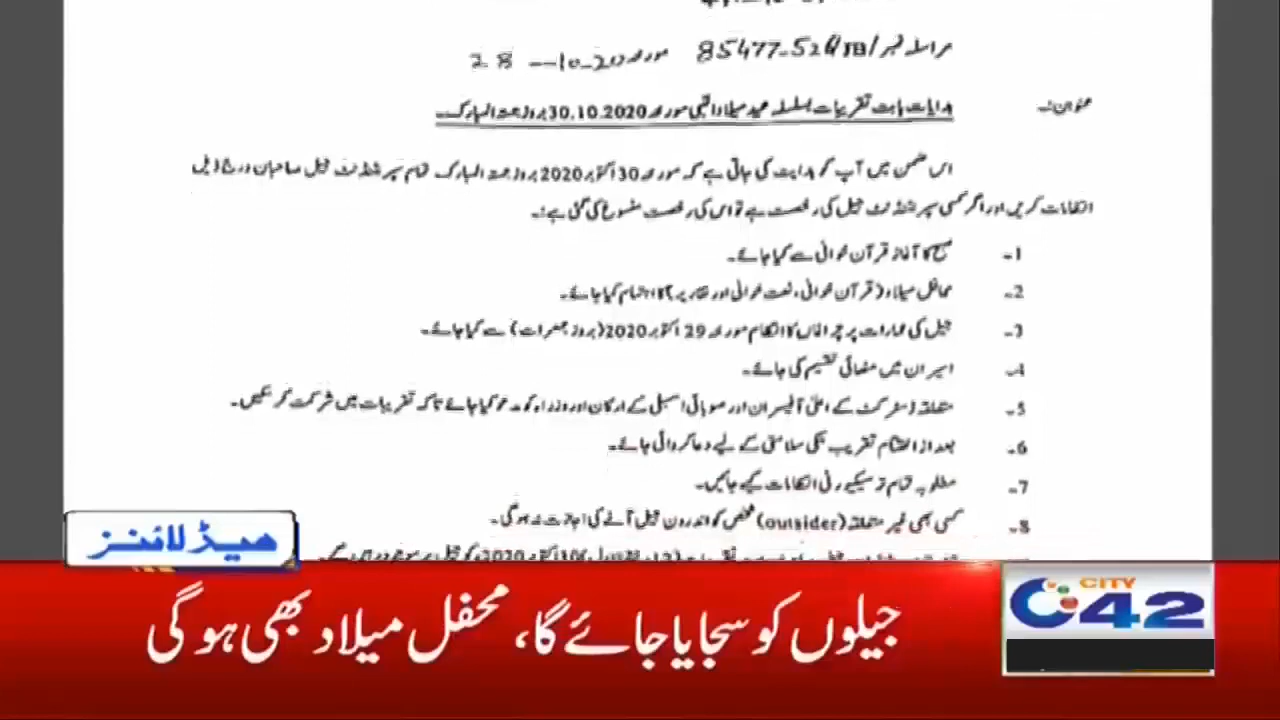 مراسلہ نمبر/JB/85477-526 مورخہ 28-10-20
عنوان:۔ ہدایات بابت تقریبات بسلسلہ عید میلاد النبی مورخہ 30.10.2020 بروز جمعۃ المبارک۔
اس ضمن میں آپ کو ہدایت کی جاتی ہے کہ مورخہ 30 اکتوبر 2020 بروز جمعۃ المبارک تمام سپرنٹنڈنٹ جیل صاحبان درج ذیل
انتظامات کریں اور اگر کسی سپرنٹنڈنٹ جیل کی رخصت ہے تو اس کی رخصت منسوخ کی گئی ہے:۔
1۔ صبح کا آغاز قرآن خوانی سے کیا جائے۔
2۔ محافل میلاد (قرآن خوانی، نعت خوانی اور تقاریر) کا اہتمام کیا جائے۔
3۔ جیل کی عمارات پر چراغاں کا انتظام مورخہ 29 اکتوبر 2020 (بروز جمعرات) سے کیا جائے۔
4۔ اسیران میں مٹھائی تقسیم کی جائے۔
5۔ متعلقہ ڈسٹرکٹ کے اعلیٰ آفیسران اور صوبائی اسمبلی کے ارکان اور وزراء کو مدعو کیا جائے تاکہ تقریبات میں شرکت کر سکیں۔
6۔ بعد از اختتام تقریب ملکی سلامتی کے لیے دعا کروائی جائے۔
7۔ مطلوبہ تمام تر سیکیورٹی انتظامات کیے جائیں۔
8۔ کسی بھی غیر متعلقہ (outsider) شخص کو اندرون جیل آنے کی اجازت نہ ہوگی۔
ہیڈ لائنز
جیلوں کو سجایا جائے گا، محفل میلاد بھی ہوگی
CITY
42